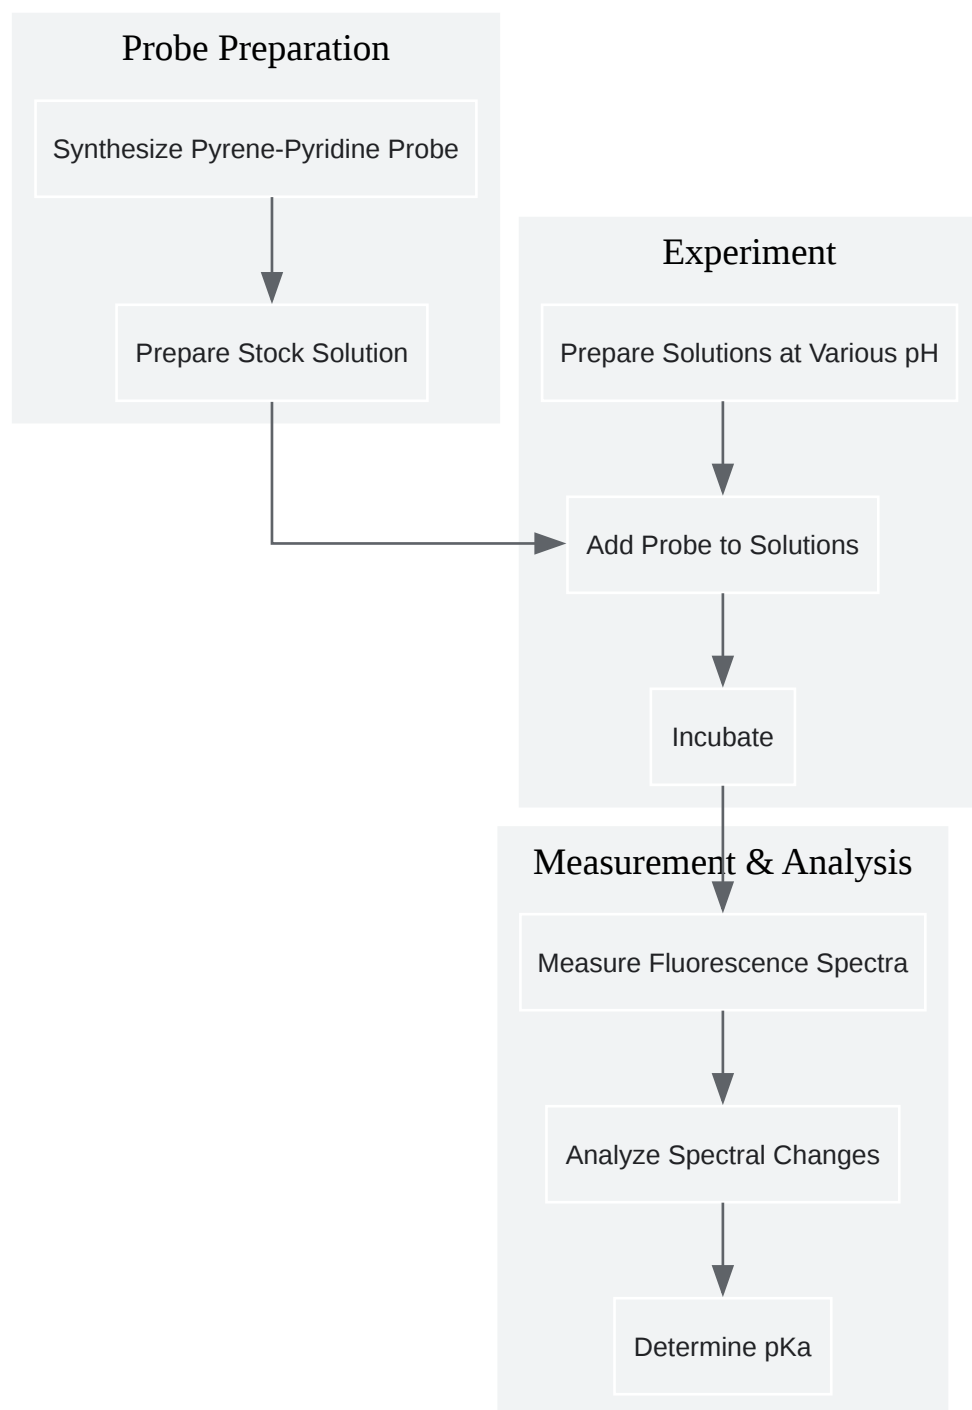 Probe Preparation
Synthesize Pyrene-Pyridine Probe
Prepare Stock Solution
Experiment
Prepare Solutions at Various pH
Add Probe to Solutions
Incubate
Measurement & Analysis
Measure Fluorescence Spectra
Analyze Spectral Changes
Determine pKa